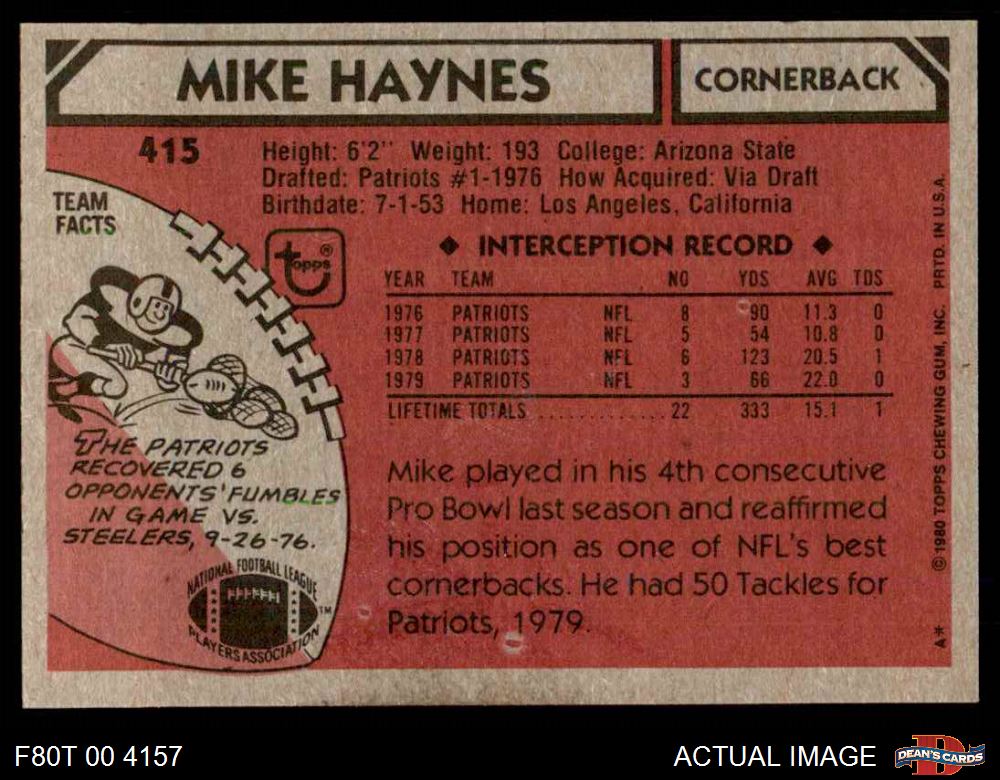 MIKE HAYNES
CORNERBACK
415
Height: 6'2" Weight: 193 College: Arizona State
Drafted: Patriots #1-1976 How Acquired: Via Draft
Birthdate: 7-1-53 Home: Los Angeles, California
TEAM
FACTS
topps®
◆ INTERCEPTION RECORD ◆
YEAR TEAM NO YDS AVG TDS
1976 PATRIOTS NFL 8 90 11.3 0
1977 PATRIOTS NFL 5 54 10.8 0
1978 PATRIOTS NFL 6 123 20.5 1
1979 PATRIOTS NFL 3 66 22.0 0
LIFETIME TOTALS . . . . . . . . . . . . 22 333 15.1 1
THE PATRIOTS
RECOVERED 6
OPPONENTS' FUMBLES
IN GAME VS.
STEELERS, 9-26-76.
NATIONAL FOOTBALL LEAGUE
PLAYERS ASSOCIATION
TM
Mike played in his 4th consecutive
Pro Bowl last season and reaffirmed
his position as one of NFL's best
cornerbacks. He had 50 Tackles for
Patriots, 1979.
A* ©1980 TOPPS CHEWING GUM, INC. PRTD. IN U.S.A.
F80T 00 4157
ACTUAL IMAGE
D
DEAN'S CARDS